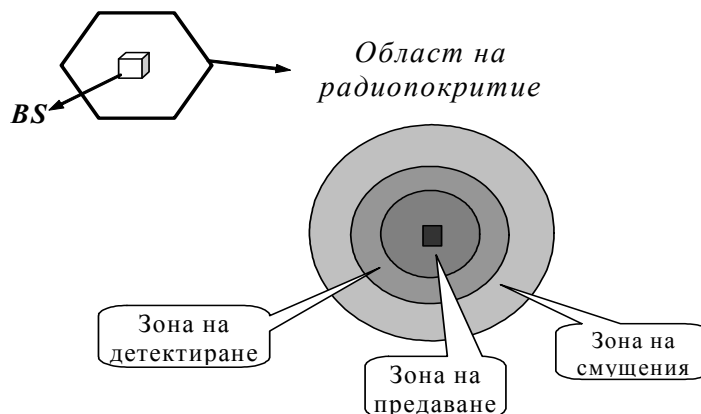 Област на
радиопокритие
BS
Зона на
детектиране
Зона на
предаване
Зона на
смущения